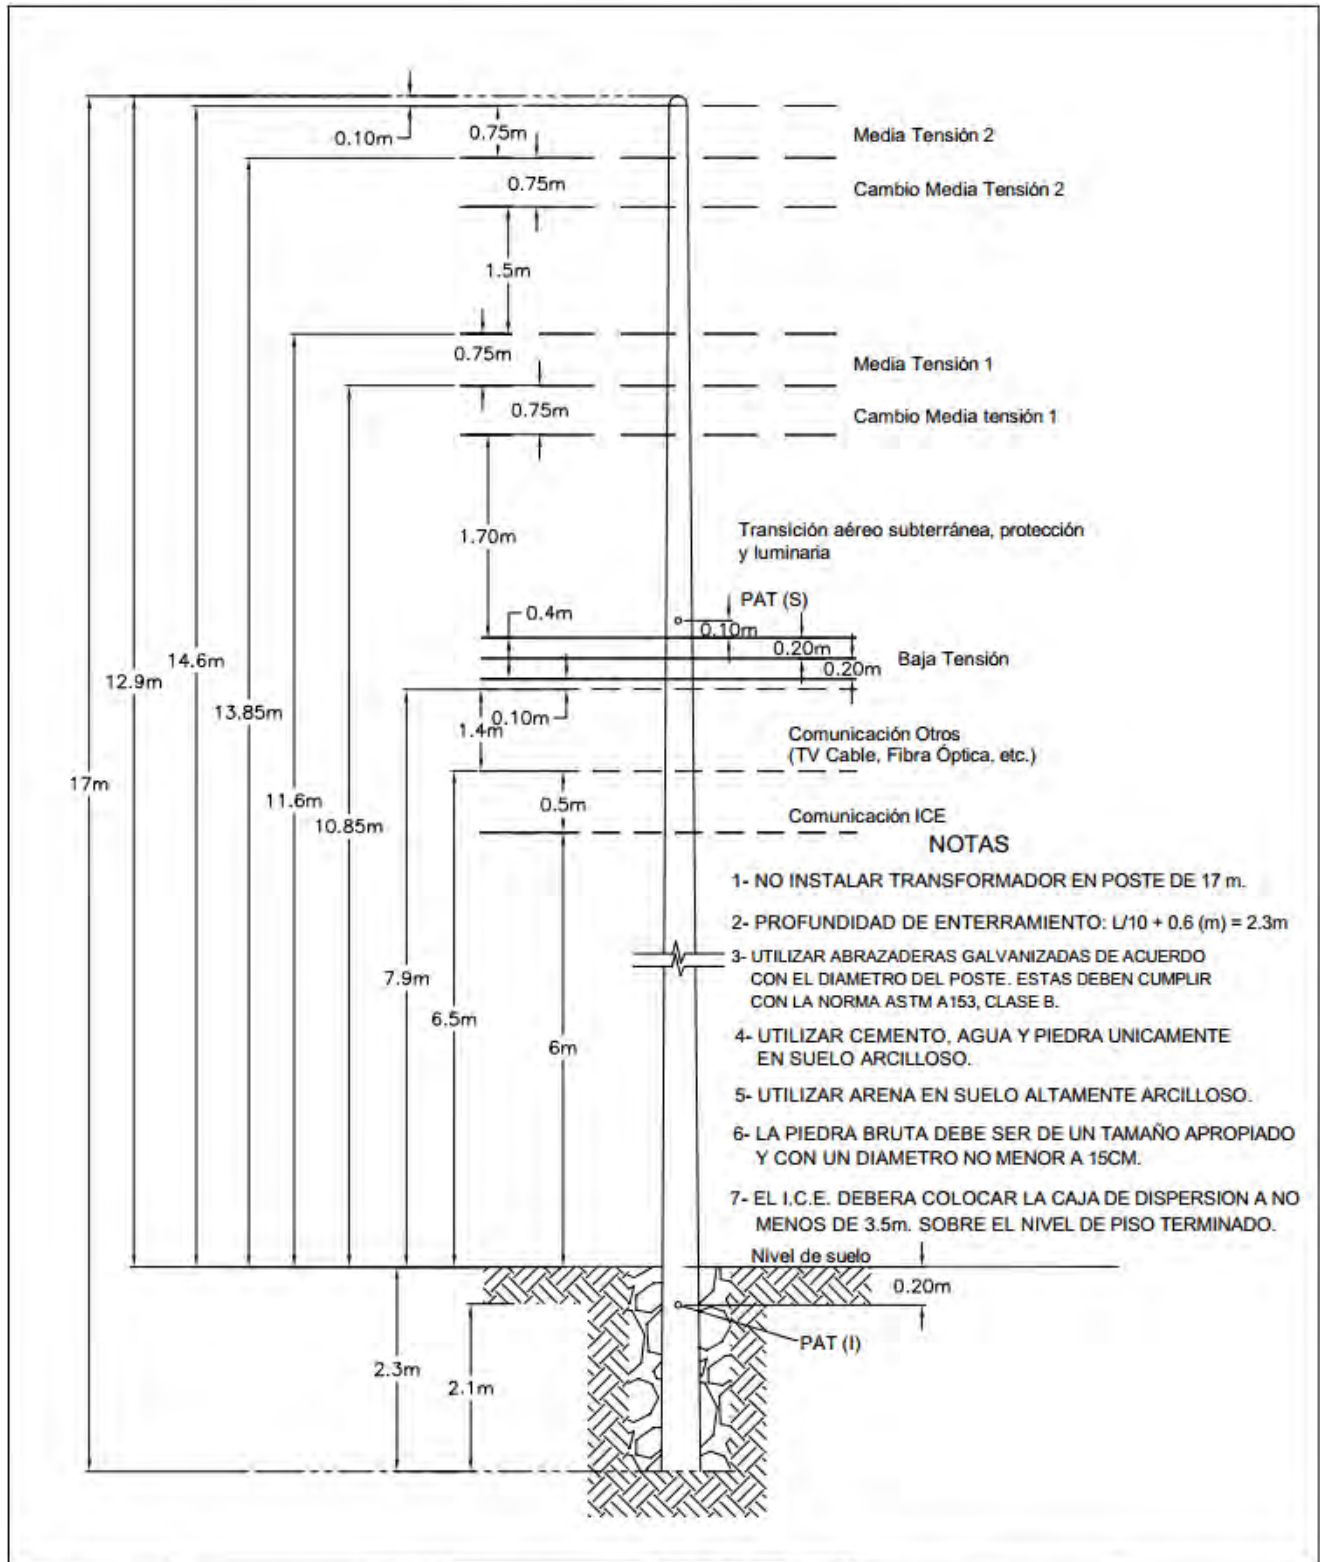 0.10m
0.75m
Media Tensión 2
0.75m
Cambio Media Tensión 2
1.5m
0.75m
Media Tensión 1
0.75m
Cambio Media tensión 1
1.70m
Transición aéreo subterránea, protección
y luminaria
PAT (S)
0.4m
0.10m
0.20m
14.6m
Baja Tensión
0.20m
12.9m
13.85m
0.10m
1.4m
Comunicación Otros
(TV Cable, Fibra Óptica, etc.)
17m
11.6m
0.5m
10.85m
Comunicación ICE
NOTAS
1- NO INSTALAR TRANSFORMADOR EN POSTE DE 17 m.
2- PROFUNDIDAD DE ENTERRAMIENTO: L/10 + 0.6 (m) = 2.3m
3- UTILIZAR ABRAZADERAS GALVANIZADAS DE ACUERDO
CON EL DIAMETRO DEL POSTE. ESTAS DEBEN CUMPLIR
CON LA NORMA ASTM A153, CLASE B.
7.9m
6.5m
6m
4- UTILIZAR CEMENTO, AGUA Y PIEDRA UNICAMENTE
EN SUELO ARCILLOSO.
5- UTILIZAR ARENA EN SUELO ALTAMENTE ARCILLOSO.
6- LA PIEDRA BRUTA DEBE SER DE UN TAMAÑO APROPIADO
Y CON UN DIAMETRO NO MENOR A 15CM.
7- EL I.C.E. DEBERA COLOCAR LA CAJA DE DISPERSION A NO
MENOS DE 3.5m. SOBRE EL NIVEL DE PISO TERMINADO.
Nivel de suelo
0.20m
PAT (I)
2.3m
2.1m